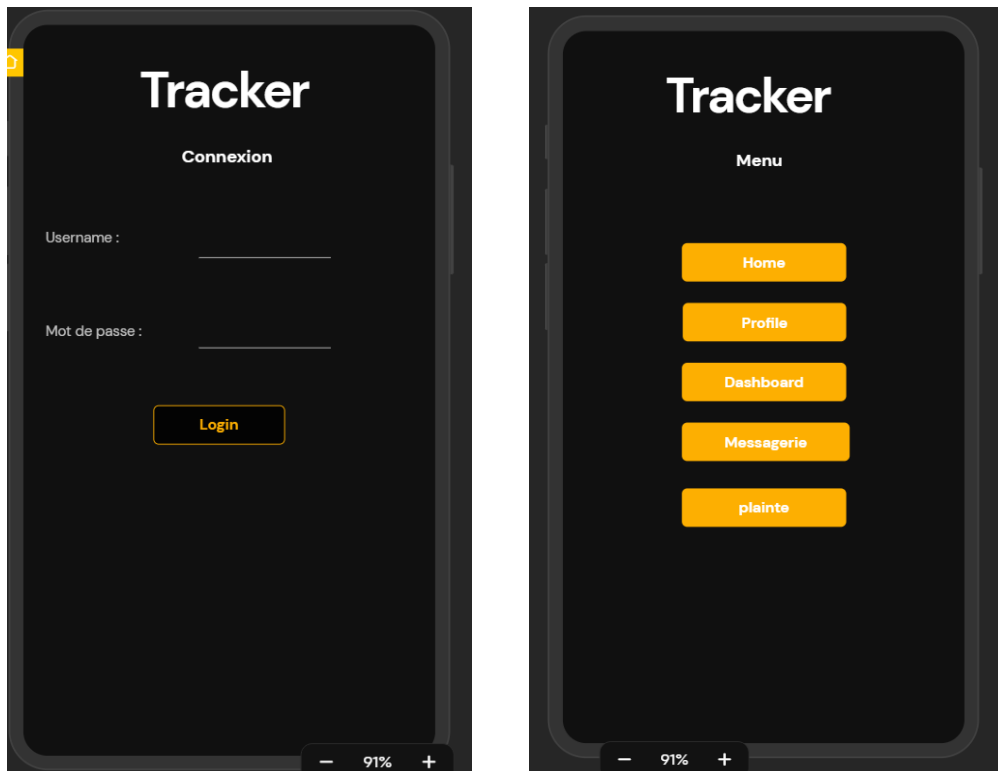 Tracker
Connexion
Username :
Mot de passe :
Login
91%
Tracker
Menu
Home
Profile
Dashboard
Messagerie
plainte
91%